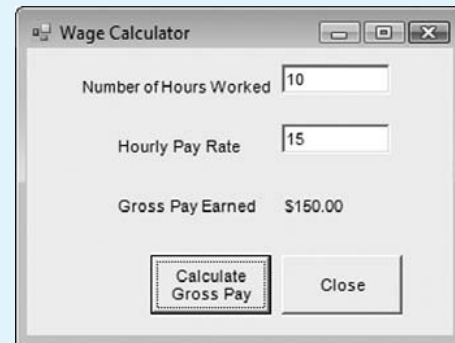 Wage Calculator
Number of Hours Worked 10
Hourly Pay Rate 15
Gross Pay Earned $150.00
Calculate
Gross Pay
Close